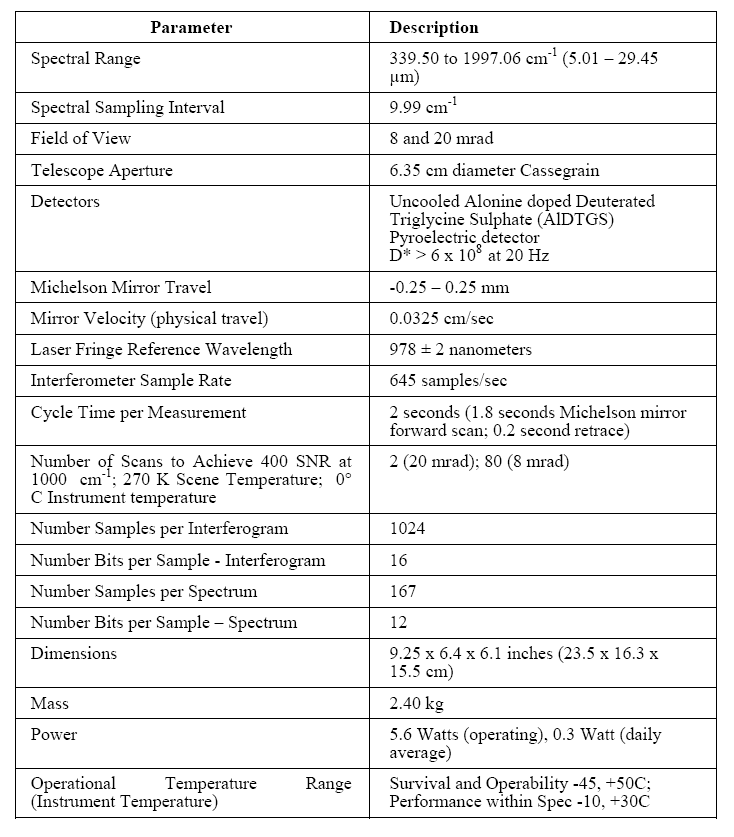 Parameter Description
Spectral Range 339.50 to 1997.06 cm-1 (5.01 – 29.45
µm)
Spectral Sampling Interval 9.99 cm-1
Field of View 8 and 20 mrad
Telescope Aperture 6.35 cm diameter Cassegrain
Detectors Uncooled Alonine doped Deuterated
Triglycine Sulphate (AlDTGS)
Pyroelectric detector
D* > 6 x 10⁸ at 20 Hz
Michelson Mirror Travel -0.25 – 0.25 mm
Mirror Velocity (physical travel) 0.0325 cm/sec
Laser Fringe Reference Wavelength 978 ± 2 nanometers
Interferometer Sample Rate 645 samples/sec
Cycle Time per Measurement 2 seconds (1.8 seconds Michelson mirror
forward scan; 0.2 second retrace)
Number of Scans to Achieve 400 SNR at 2 (20 mrad); 80 (8 mrad)
1000 cm-1; 270 K Scene Temperature; 0°
C Instrument temperature
Number Samples per Interferogram 1024
Number Bits per Sample - Interferogram 16
Number Samples per Spectrum 167
Number Bits per Sample – Spectrum 12
Dimensions 9.25 x 6.4 x 6.1 inches (23.5 x 16.3 x
15.5 cm)
Mass 2.40 kg
Power 5.6 Watts (operating), 0.3 Watt (daily
average)
Operational Temperature Range Survival and Operability -45, +50C;
(Instrument Temperature) Performance within Spec -10, +30C